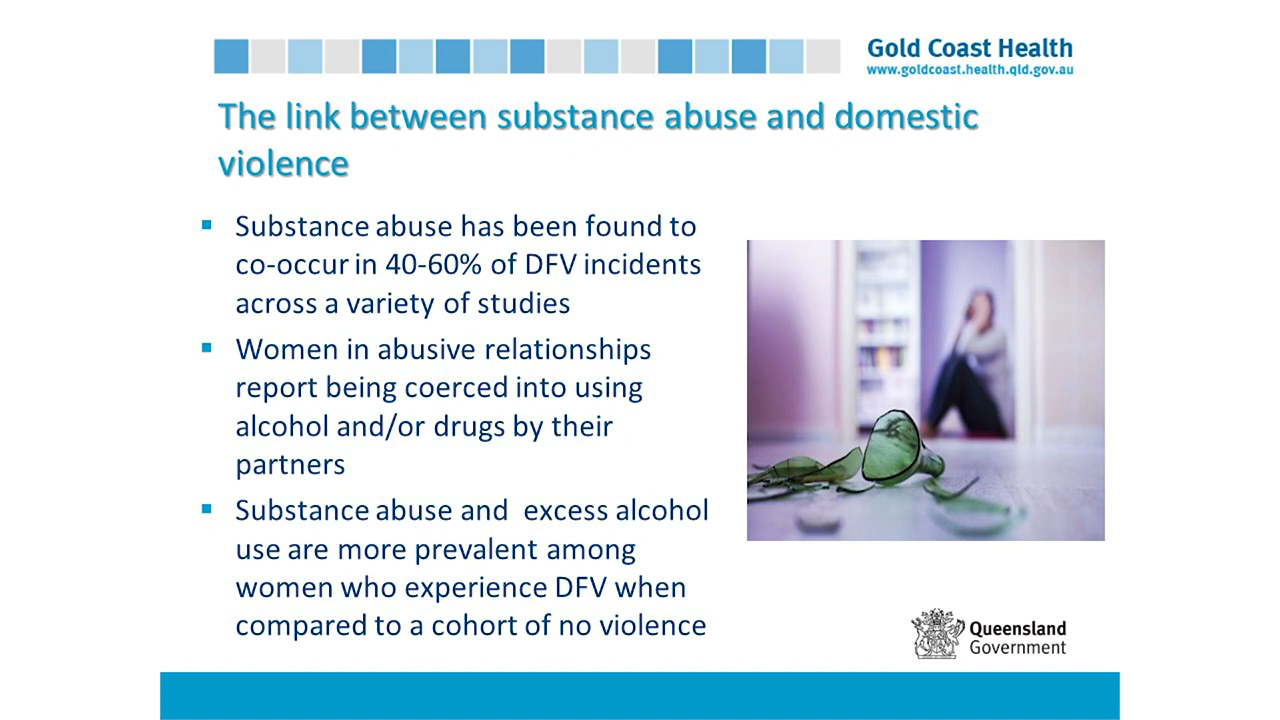 Gold Coast Health
www.goldcoast.health.qld.gov.au
The link between substance abuse and domestic
violence
▪ Substance abuse has been found to
co-occur in 40-60% of DFV incidents
across a variety of studies
▪ Women in abusive relationships
report being coerced into using
alcohol and/or drugs by their
partners
▪ Substance abuse and  excess alcohol
use are more prevalent among
women who experience DFV when
compared to a cohort of no violence
Queensland
Government